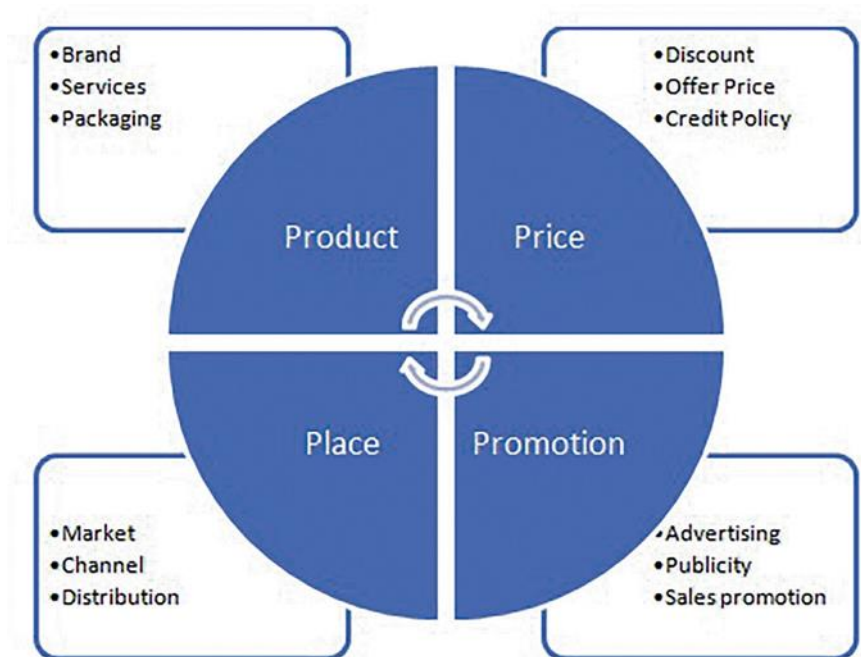 •Brand
•Services
•Packaging
•Discount
•Offer Price
•Credit Policy
Product
Price
Place
Promotion
•Market
•Channel
•Distribution
•Advertising
•Publicity
•Sales promotion